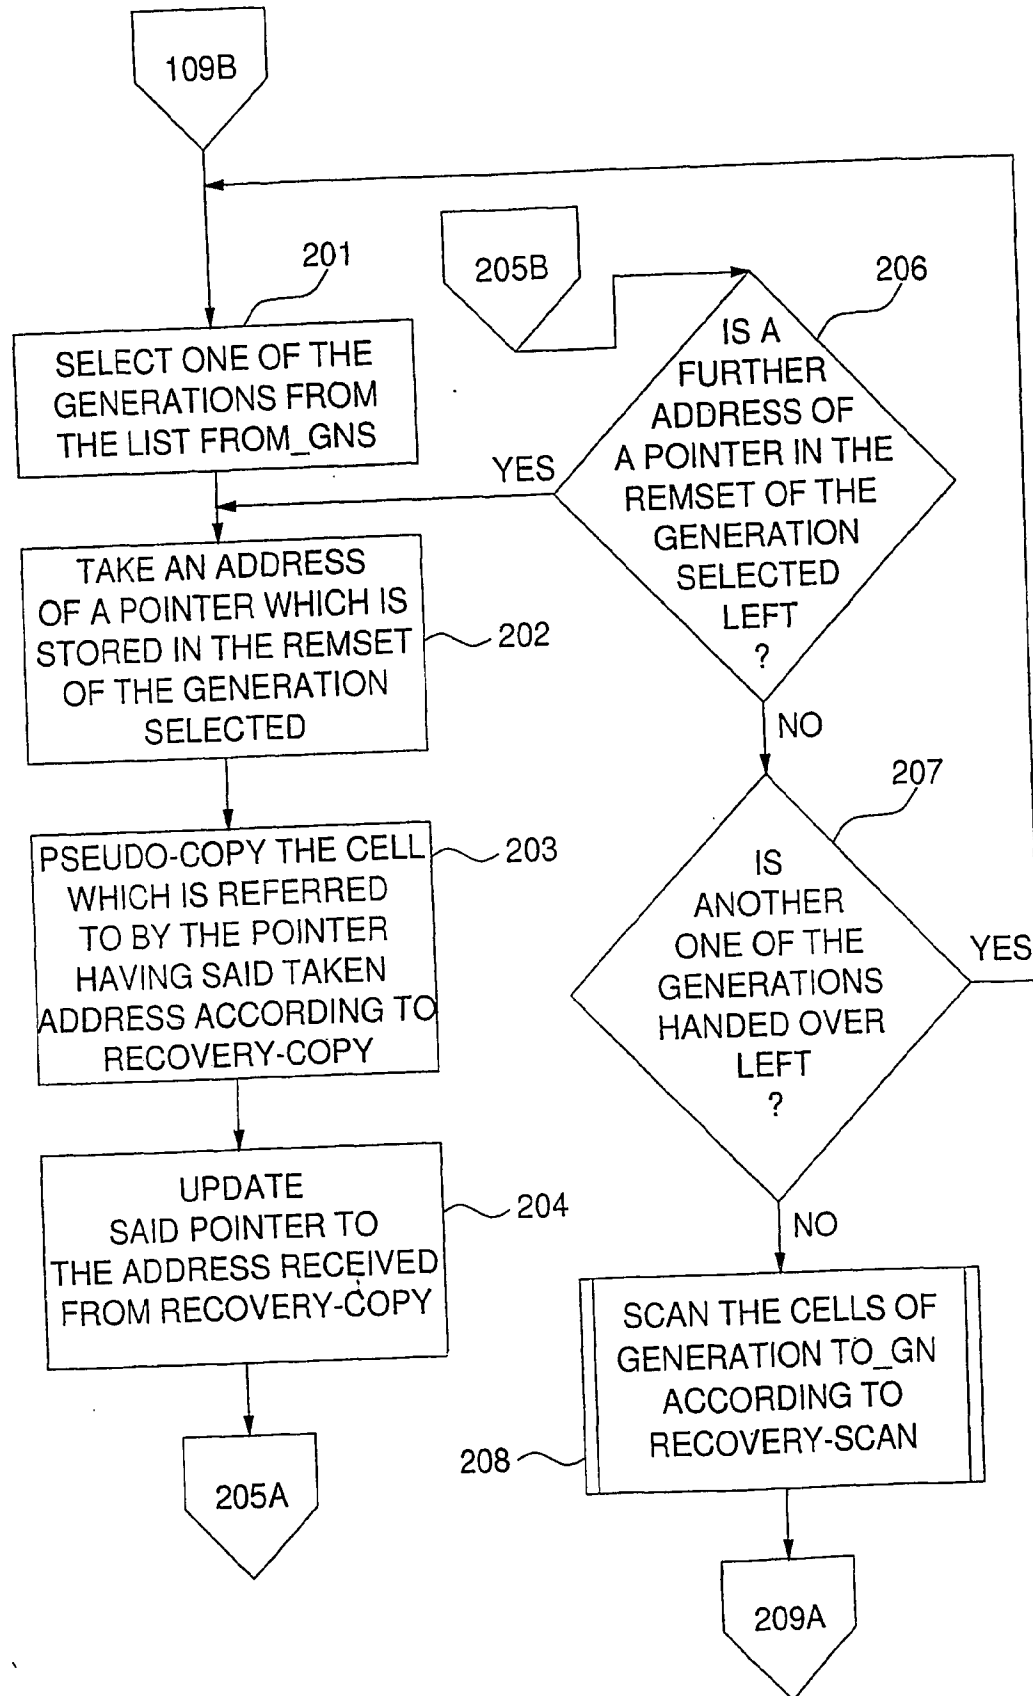 109B
201
SELECT ONE OF THE
GENERATIONS FROM
THE LIST FROM_GNS
TAKE AN ADDRESS
OF A POINTER WHICH IS
STORED IN THE REMSET
OF THE GENERATION
SELECTED
202
PSEUDO-COPY THE CELL
WHICH IS REFERRED
TO BY THE POINTER
HAVING SAID TAKEN
ADDRESS ACCORDING TO
RECOVERY-COPY
203
UPDATE
SAID POINTER TO
THE ADDRESS RECEIVED
FROM RECOVERY-COPY
204
205A
205B
206
IS A
FURTHER
ADDRESS OF
A POINTER IN THE
REMSET OF THE
GENERATION
SELECTED
LEFT
?
YES
NO
207
IS
ANOTHER
ONE OF THE
GENERATIONS
HANDED OVER
LEFT
?
YES
NO
SCAN THE CELLS OF
GENERATION TO_GN
ACCORDING TO
RECOVERY-SCAN
208
209A